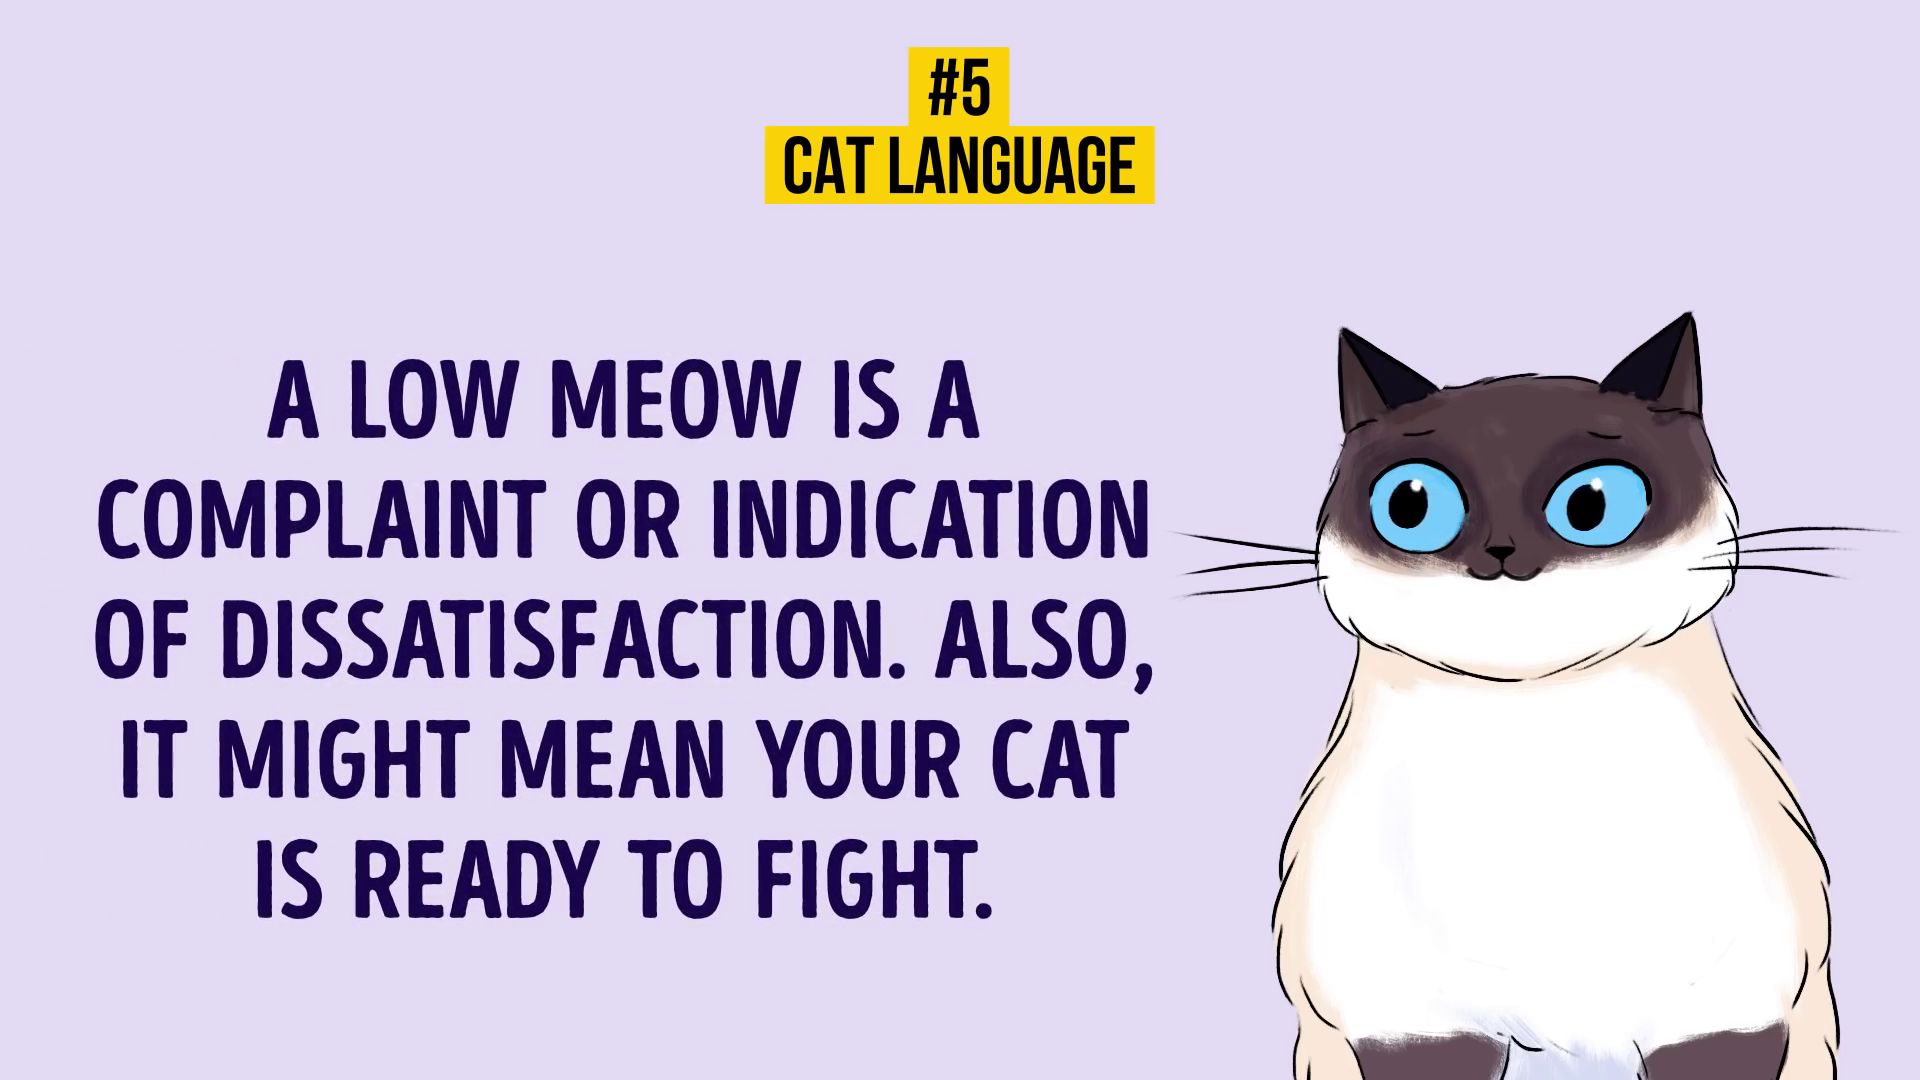 #5
CAT LANGUAGE
A LOW MEOW IS A
COMPLAINT OR INDICATION
OF DISSATISFACTION. ALSO,
IT MIGHT MEAN YOUR CAT
IS READY TO FIGHT.